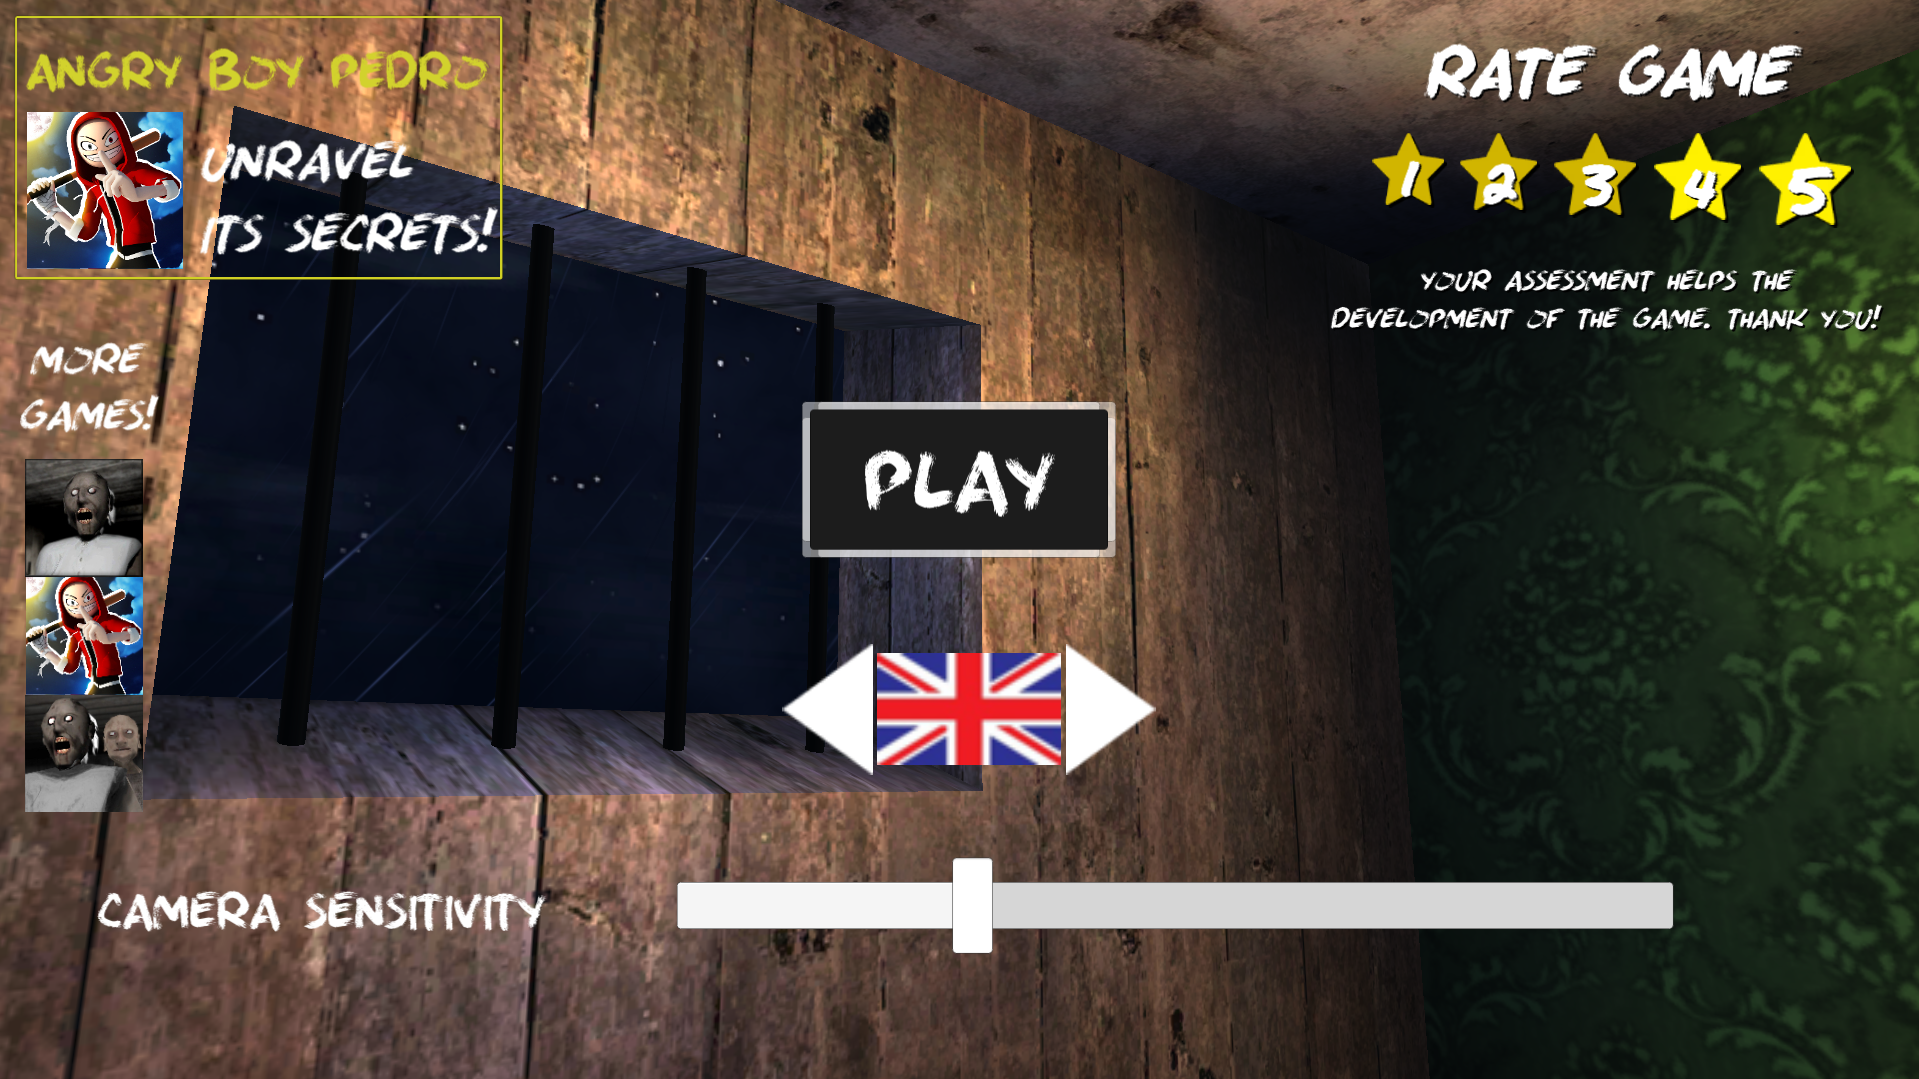 ANGRY BOY PEDRO
UNRAVEL
ITS SECRETS!
RATE GAME
1 2 3 4 5
YOUR ASSESSMENT HELPS THE
DEVELOPMENT OF THE GAME. THANK YOU!
MORE
GAMES!
PLAY
CAMERA SENSITIVITY